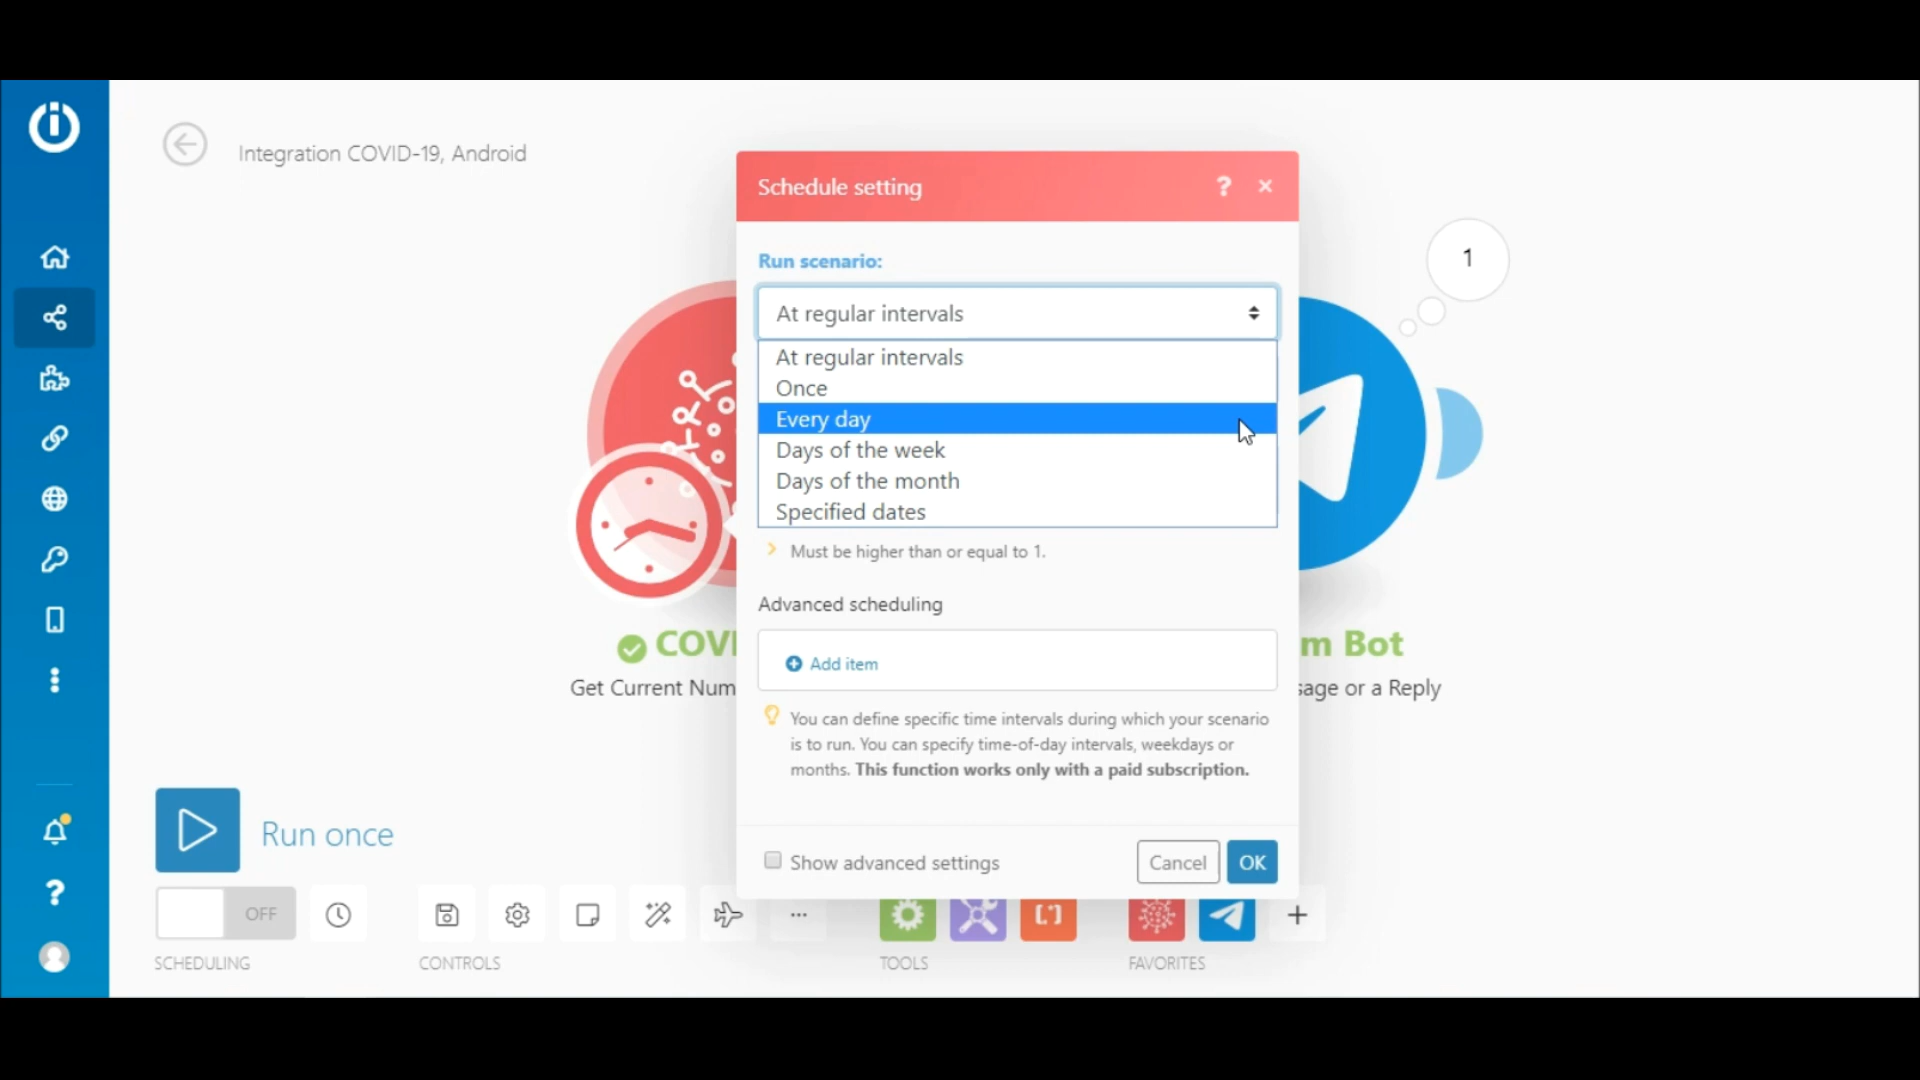 Integration COVID-19, Android
Schedule setting
?
×
Run scenario:
At regular intervals
At regular intervals
Once
Every day
Days of the week
Days of the month
Specified dates
Must be higher than or equal to 1.
Advanced scheduling
Add item
You can define specific time intervals during which your scenario
is to run. You can specify time-of-day intervals, weekdays or
months. This function works only with a paid subscription.
Show advanced settings
Cancel
OK
1
COVI
Get Current Num
m Bot
sage or a Reply
Run once
OFF
SCHEDULING
CONTROLS
TOOLS
FAVORITES